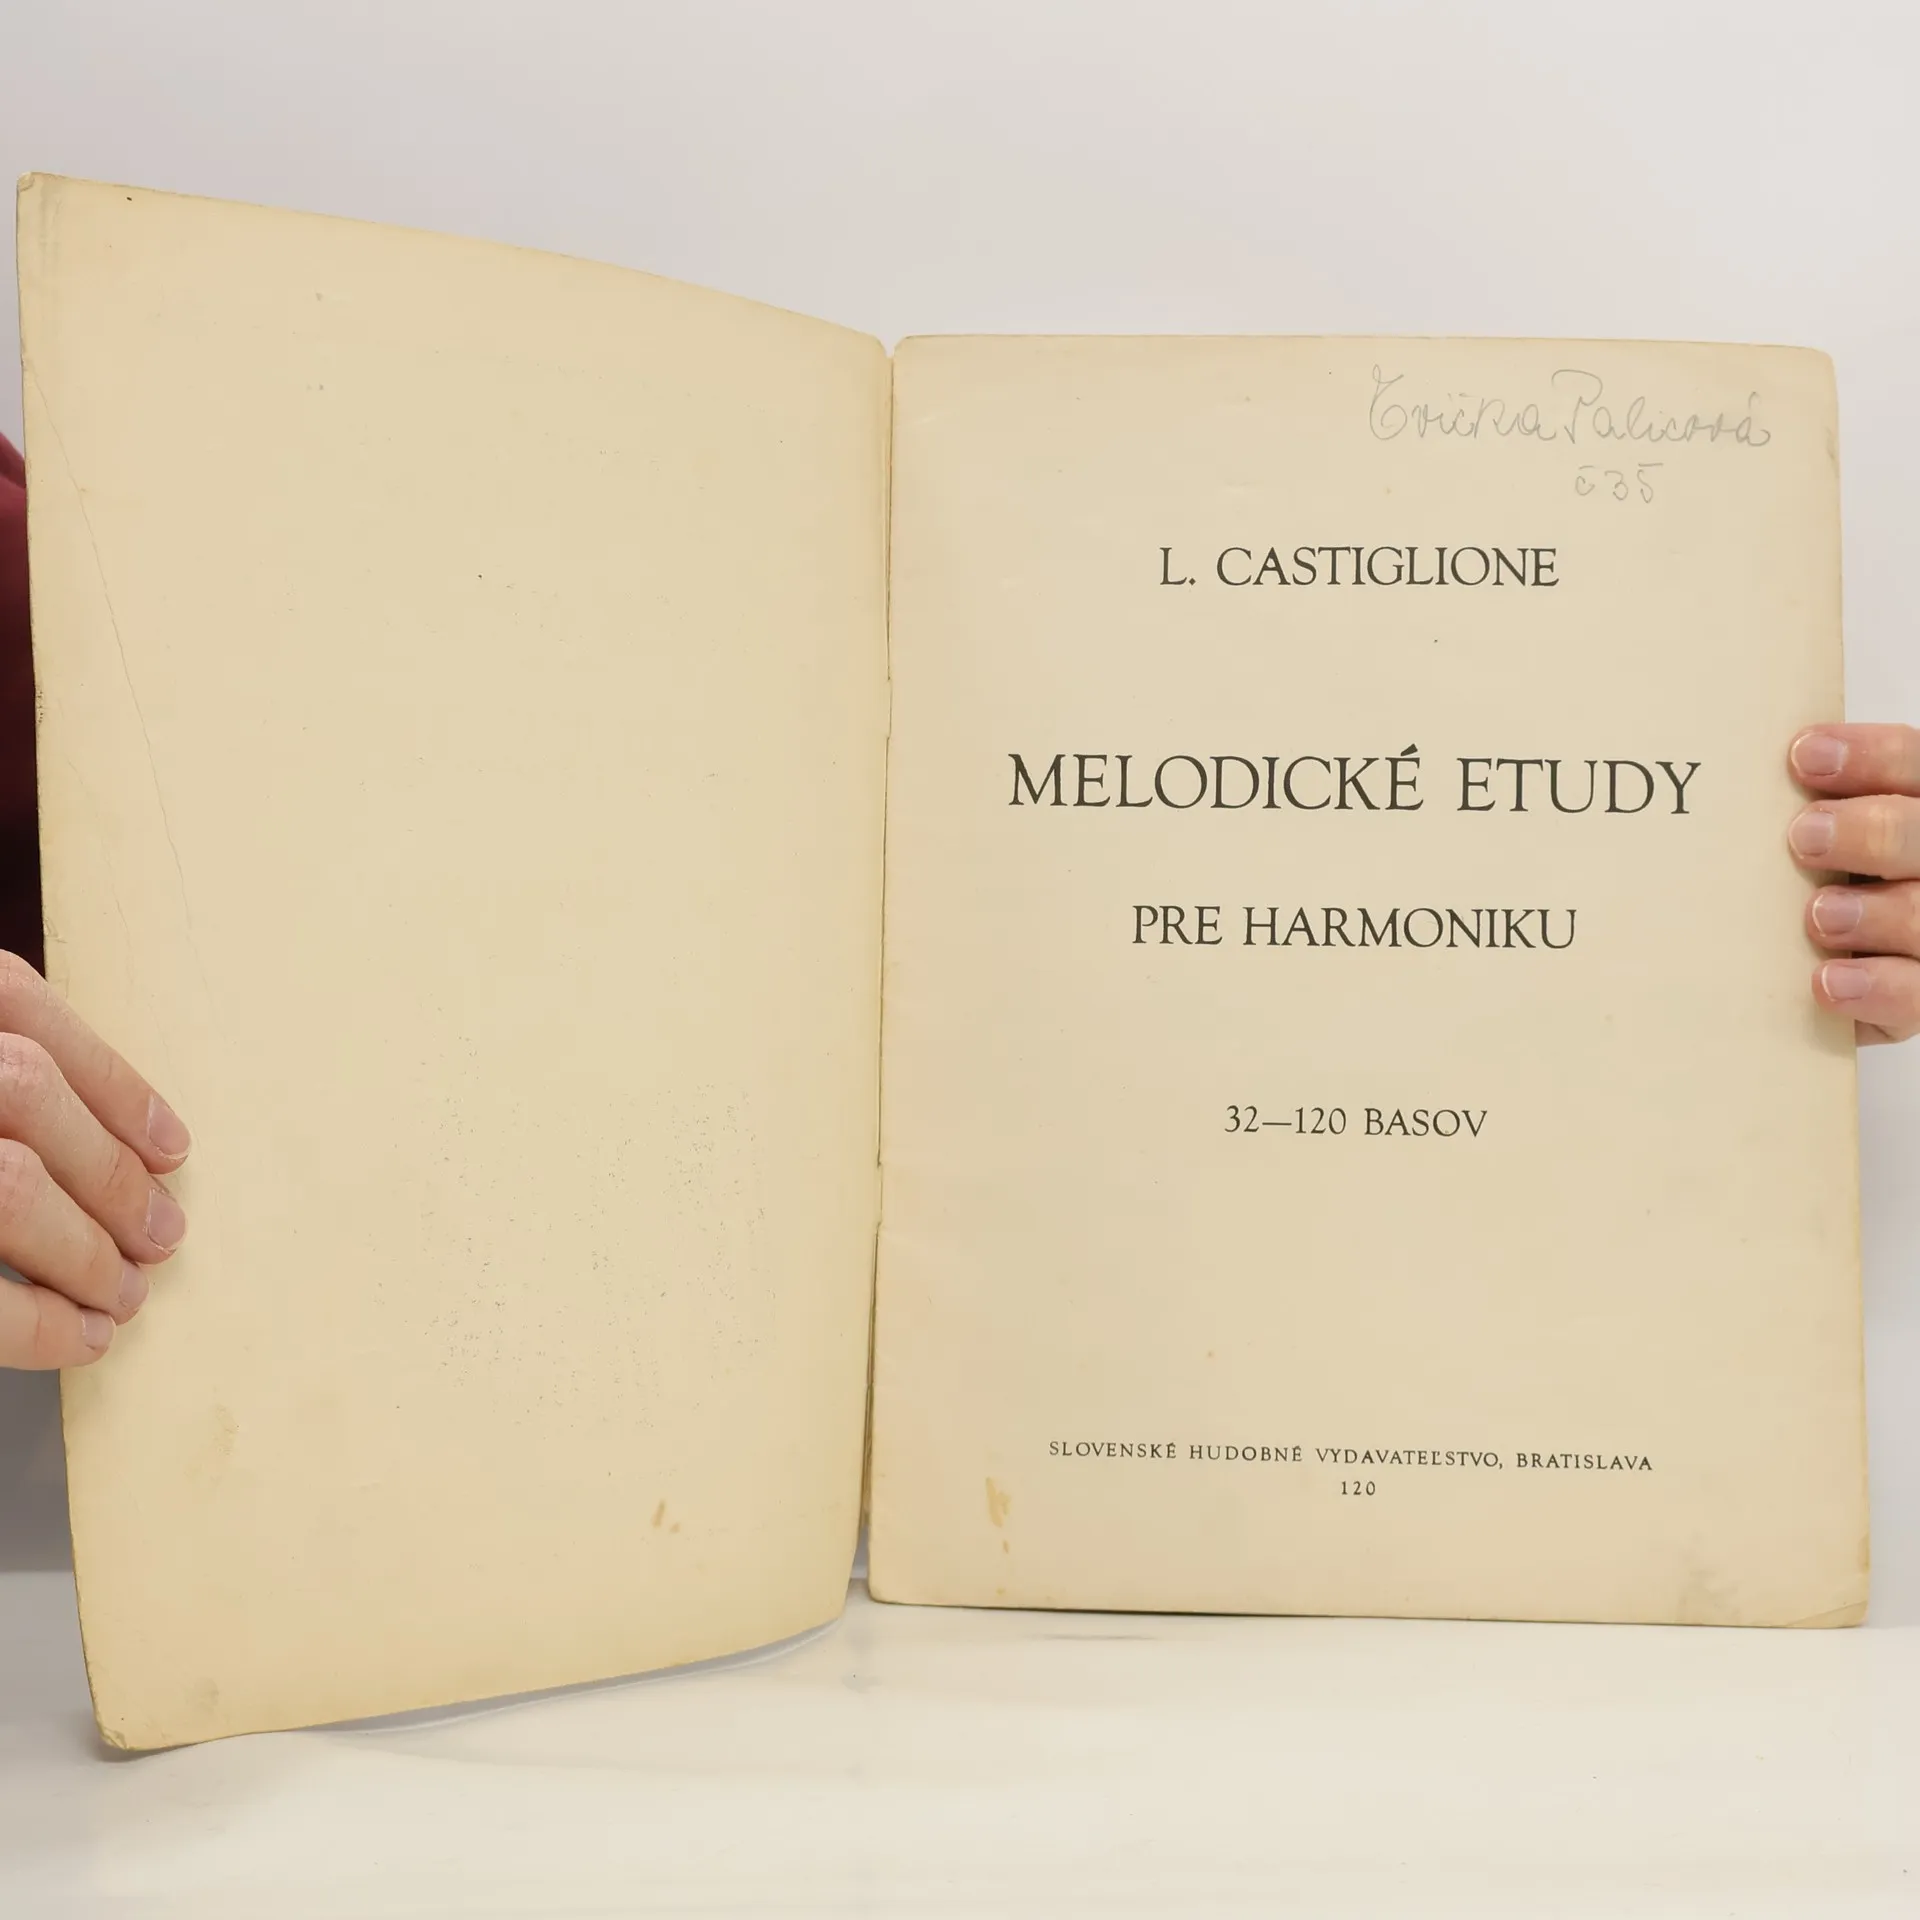 Evička Palicová
č 35
L. CASTIGLIONE
MELODICKÉ ETUDY
PRE HARMONIKU
32—120 BASOV
SLOVENSKÉ HUDOBNÉ VYDAVATEĽSTVO, BRATISLAVA
120